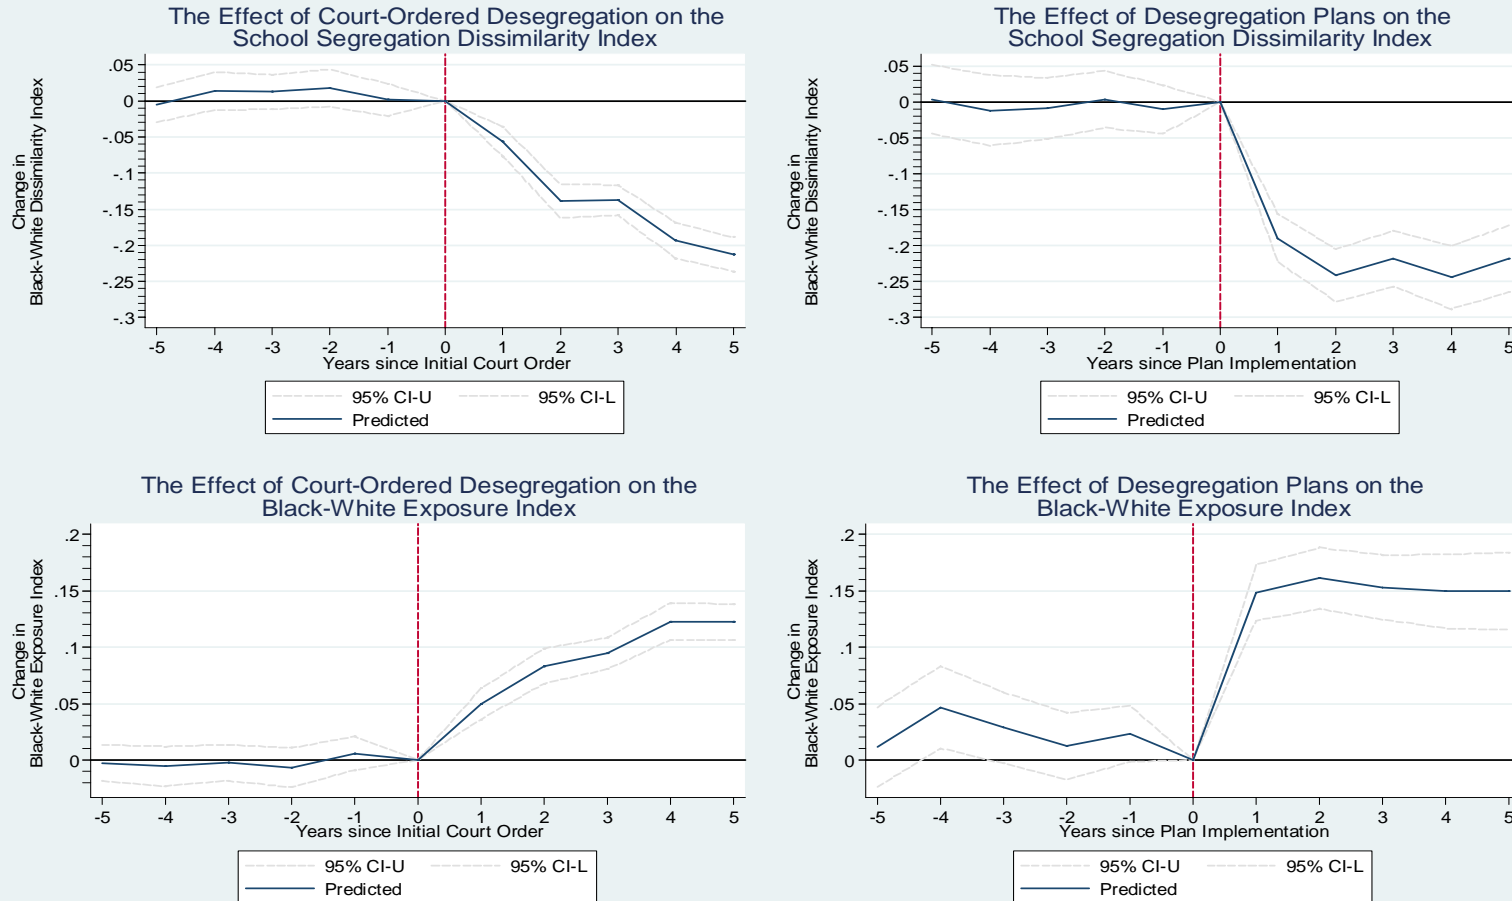 The Effect of Court-Ordered Desegregation on the
School Segregation Dissimilarity Index
Change in
Black-White Dissimilarity Index
.05
0
-.05
-.1
-.15
-.2
-.25
-.3
-5 -4 -3 -2 -1 0 1 2 3 4 5
Years since Initial Court Order
95% CI-U 95% CI-L
Predicted
The Effect of Desegregation Plans on the
School Segregation Dissimilarity Index
Change in
Black-White Dissimilarity Index
.05
0
-.05
-.1
-.15
-.2
-.25
-.3
-5 -4 -3 -2 -1 0 1 2 3 4 5
Years since Plan Implementation
95% CI-U 95% CI-L
Predicted
The Effect of Court-Ordered Desegregation on the
Black-White Exposure Index
Change in
Black-White Exposure Index
.2
.15
.1
.05
0
-5 -4 -3 -2 -1 0 1 2 3 4 5
Years since Initial Court Order
95% CI-U 95% CI-L
Predicted
The Effect of Desegregation Plans on the
Black-White Exposure Index
Change in
Black-White Exposure Index
.2
.15
.1
.05
0
-5 -4 -3 -2 -1 0 1 2 3 4 5
Years since Plan Implementation
95% CI-U 95% CI-L
Predicted